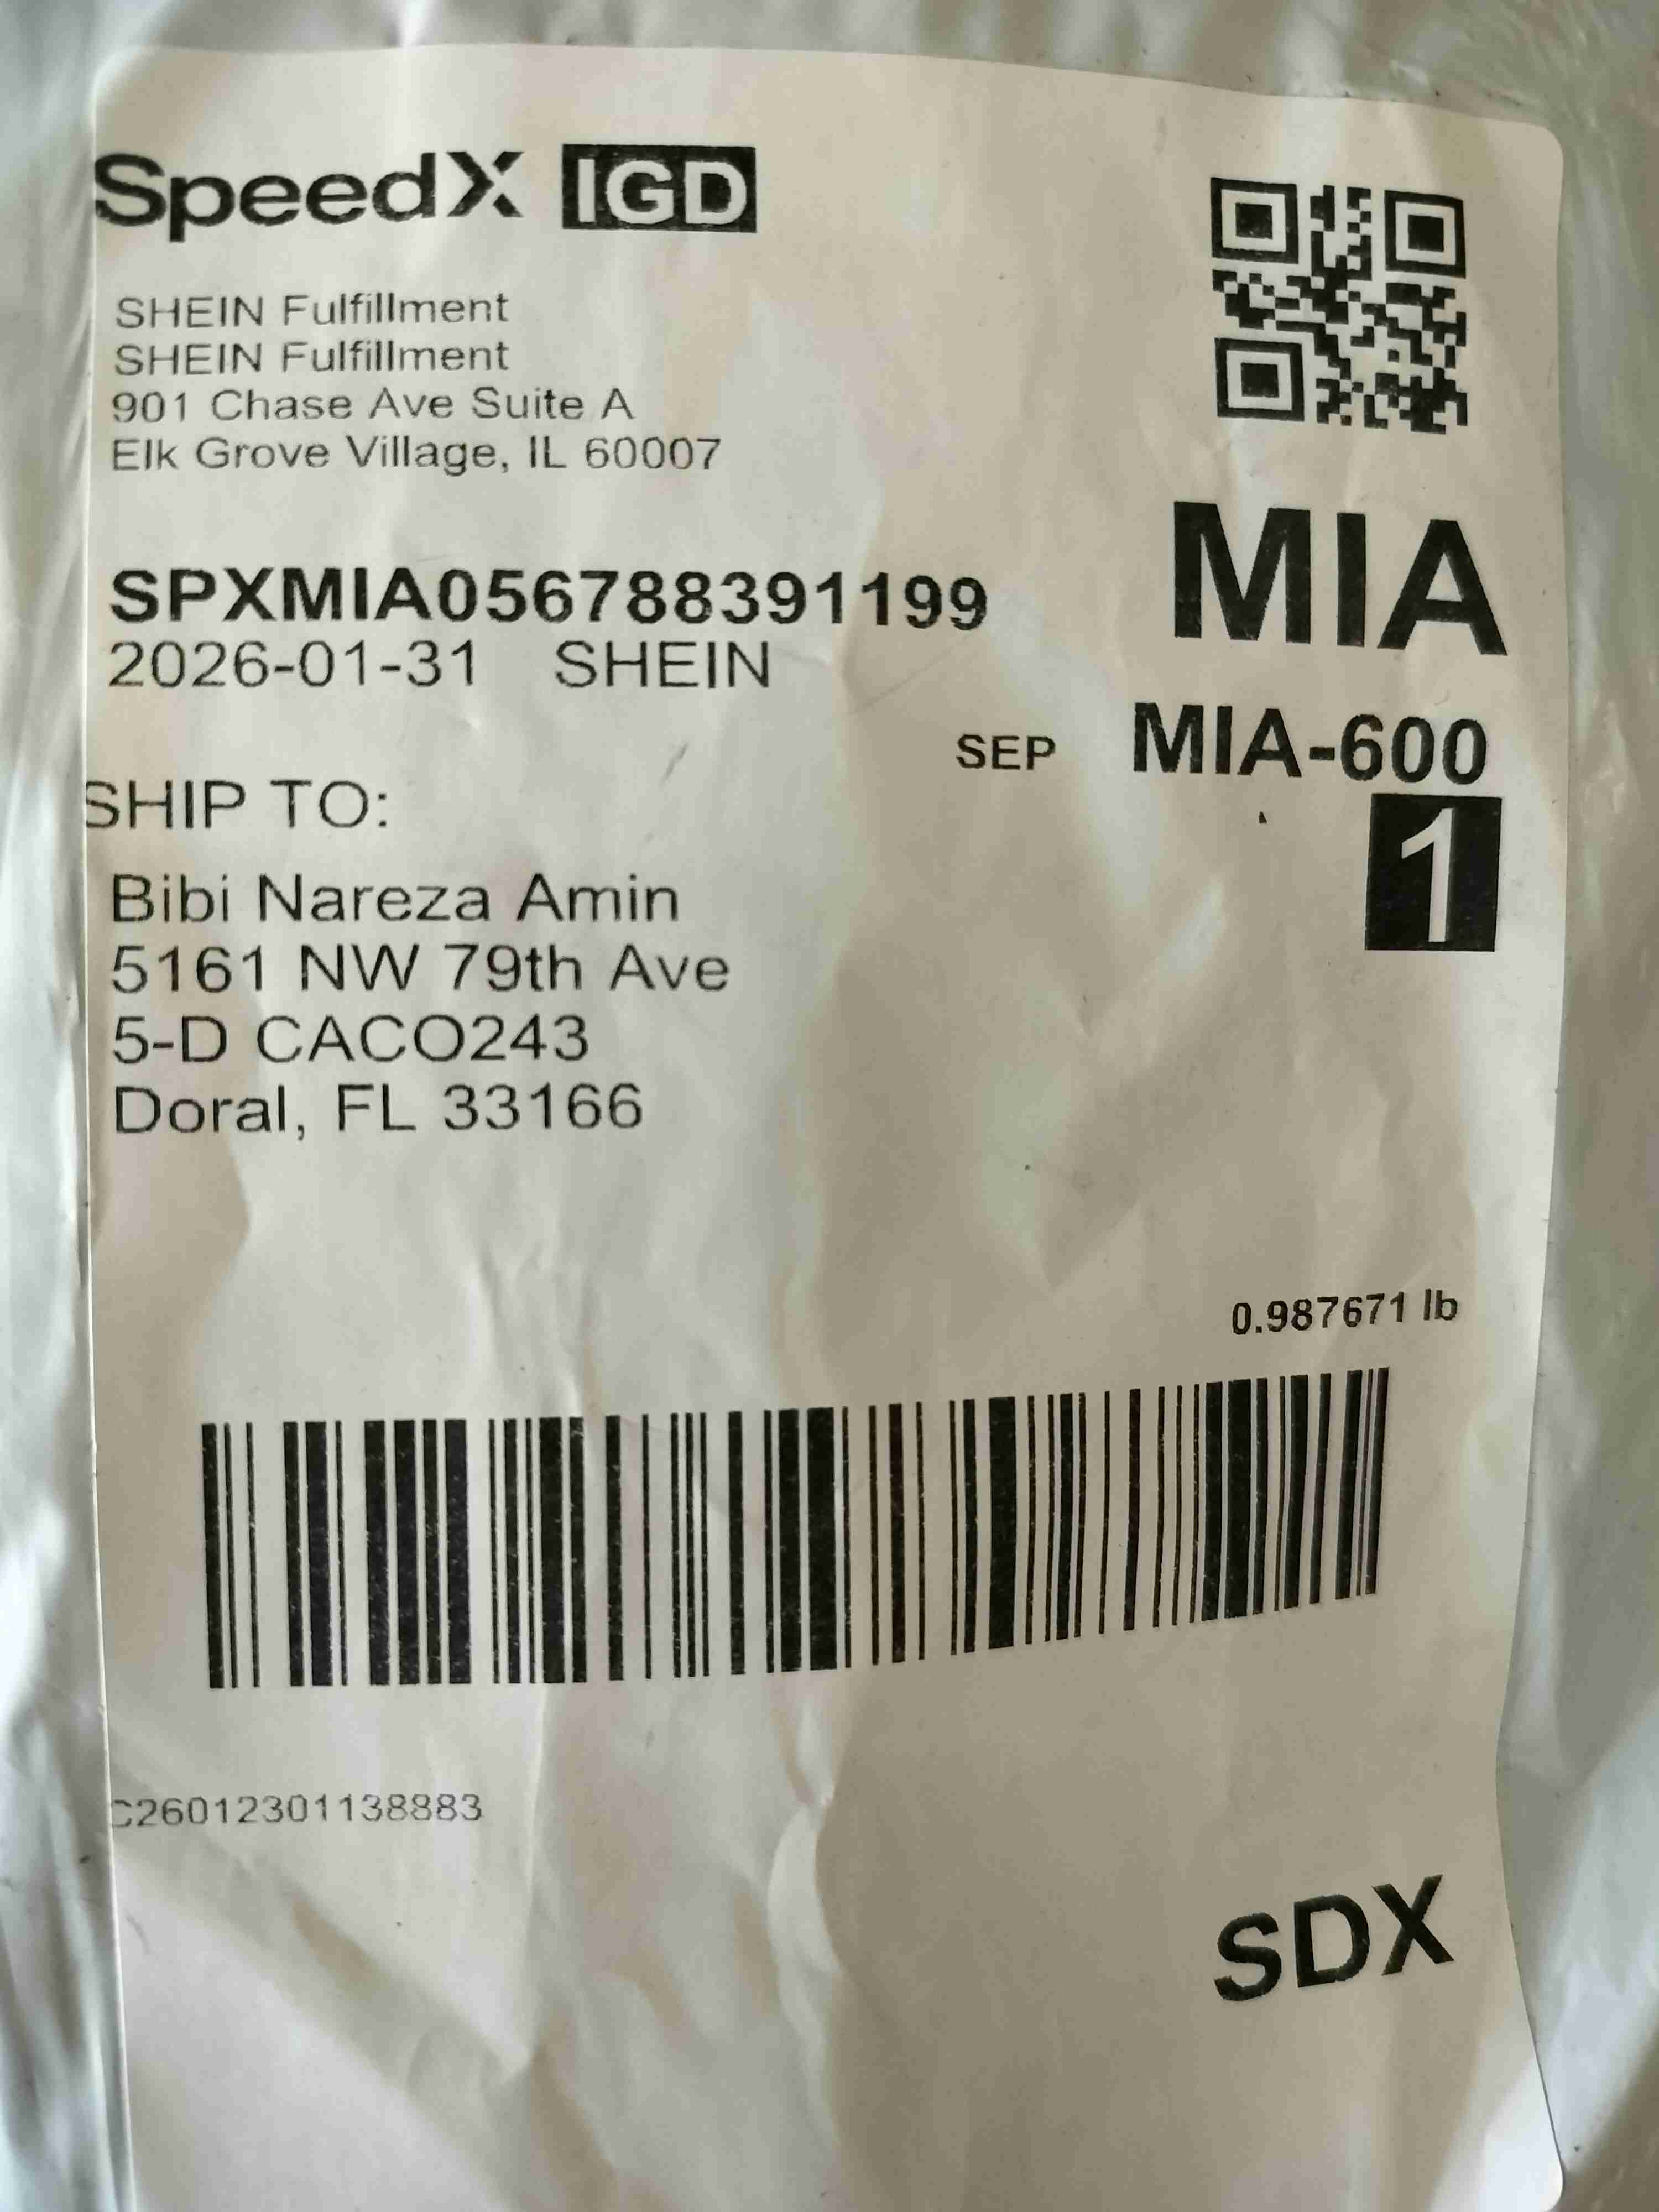 SpeedX IGD
SHEIN Fulfillment
SHEIN Fulfillment
901 Chase Ave Suite A
Elk Grove Village, IL 60007
MIA
SPXMIA056788391199
2026-01-31 SHEIN
SEP MIA-600
1
SHIP TO:
Bibi Nareza Amin
5161 NW 79th Ave
5-D CACO243
Doral, FL 33166
0.987671 lb
C26012301138883
SDX